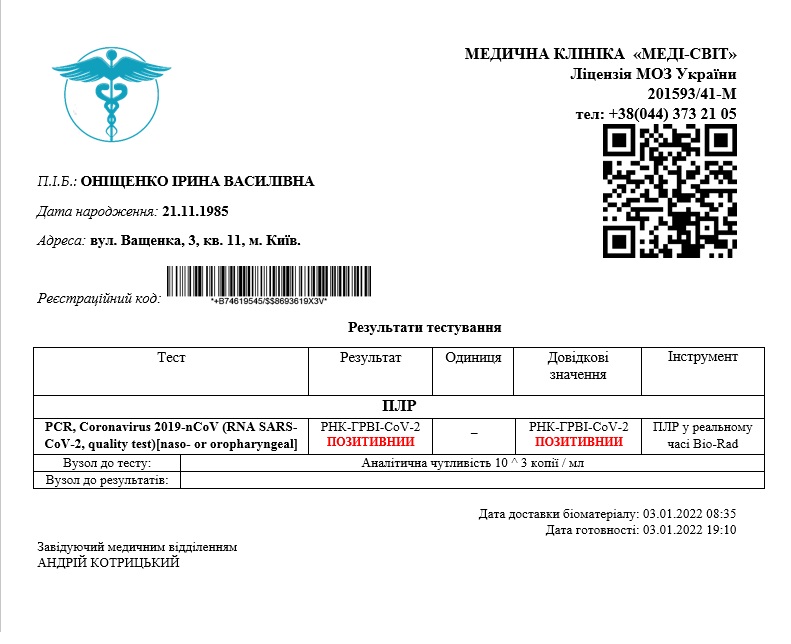 МЕДИЧНА КЛІНІКА «МЕДІ-СВІТ»
Ліцензія МОЗ України
201593/41-М
тел: +38(044) 373 21 05
П.І.Б.: ОНІЩЕНКО ІРИНА ВАСИЛІВНА
Дата народження: 21.11.1985
Адреса: вул. Ващенка, 3, кв. 11, м. Київ.
Реєстраційний код:
*+B74619545/$$8693619X3V*
Результати тестування
Тест Результат Одиниця Довідкові значення Інструмент
ПЛР
PCR, Coronavirus 2019-nCoV (RNA SARS-CoV-2, quality test)[naso- or oropharyngeal] РНК-ГРВІ-CoV-2 ПОЗИТИВНИИ – РНК-ГРВІ-CoV-2 ПОЗИТИВНИИ ПЛР у реальному часі Bio-Rad
Вузол до тесту: Аналітична чутливість 10 ^ 3 копії / мл
Вузол до результатів:
Дата доставки біоматеріалу: 03.01.2022 08:35
Дата готовності: 03.01.2022 19:10
Завідуючий медичним відділенням
АНДРІЙ КОТРИЦЬКИЙ